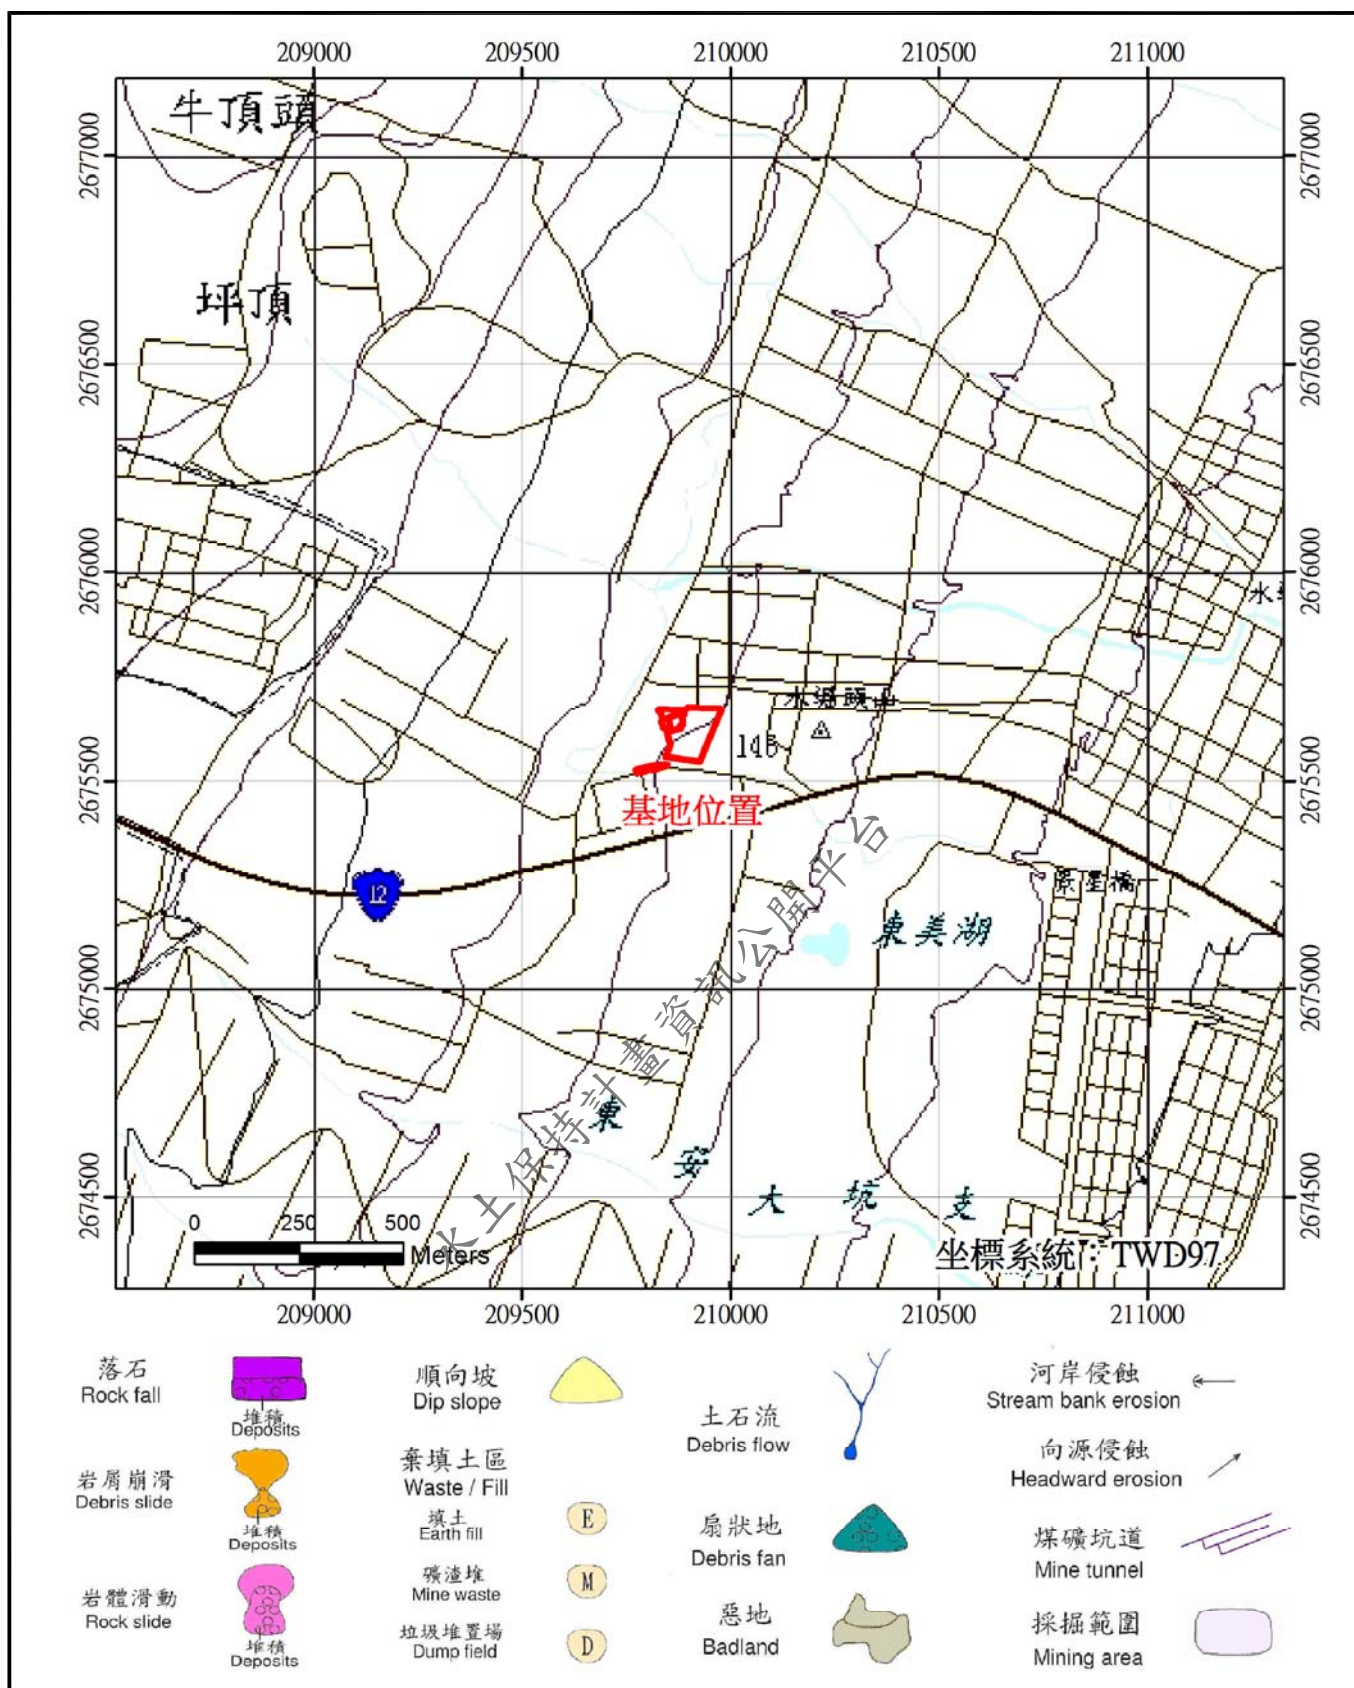 209000 209500 210000 210500 211000
牛頂頭
2677000 2677000
坪頂
2676500 2676500
2676000 2676000
水堀頭山
146
2675500 2675500
基地位置
12
景星橋
東美湖
2675000 2675000
東安大坑支
2674500 2674500
0 250 500
Meters
坐標系統：TWD97
209000 209500 210000 210500 211000
水土保持計畫資訊公開平台
落石
Rock fall
堆積
Deposits
岩屑崩滑
Debris slide
堆積
Deposits
岩體滑動
Rock slide
堆積
Deposits
順向坡
Dip slope
棄填土區
Waste / Fill
填土
Earth fill
E
礦渣堆
Mine waste
M
垃圾堆置場
Dump field
D
土石流
Debris flow
扇狀地
Debris fan
惡地
Badland
河岸侵蝕
Stream bank erosion
向源侵蝕
Headward erosion
煤礦坑道
Mine tunnel
採掘範圍
Mining area